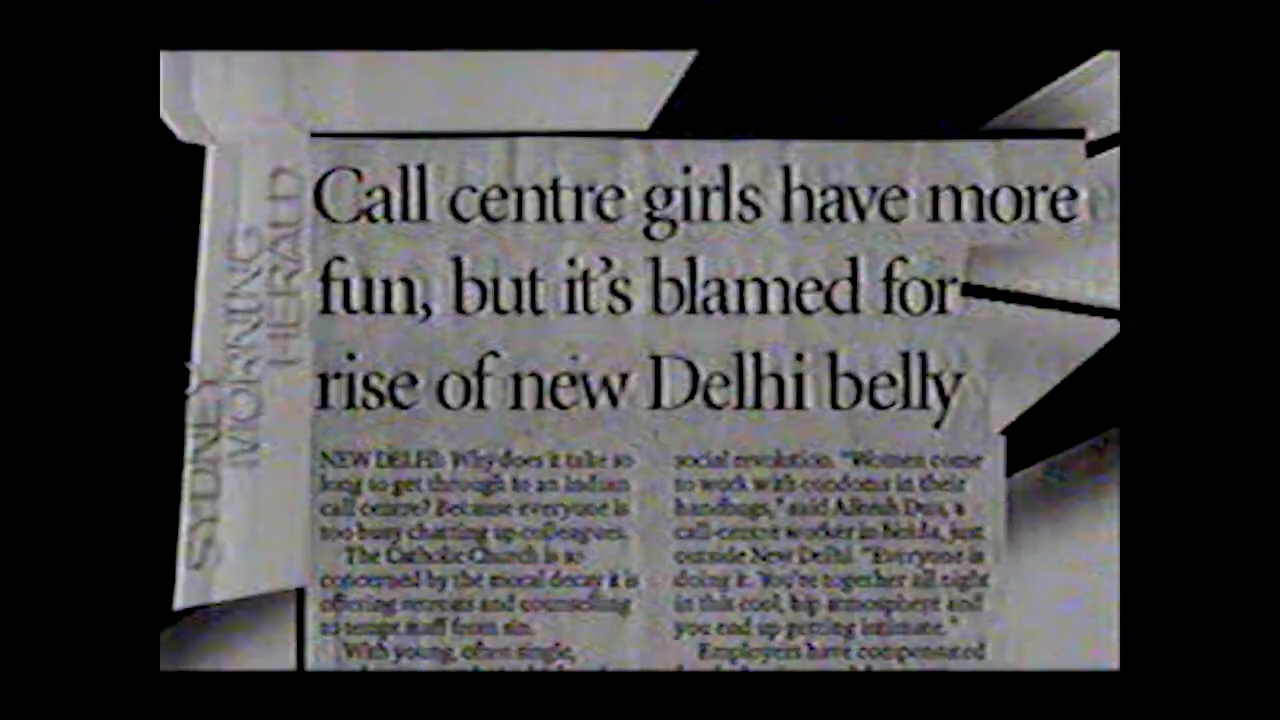 SYDNEY
MORNING
HERALD
Call centre girls have more
fun, but it's blamed for
rise of new Delhi belly
NEW DELHI: Why does it take so
long to get through to an Indian
call centre? Because everyone is
too busy chatting up colleagues.
The Catholic Church is so
concerned by the moral decay it is
offering retreats and counselling
to tempt staff from sin.
With young, often single,
social revolution. "Women come
to work with condoms in their
handbags," said Das, a
call-centre worker in Noida, just
outside New Delhi. "Everyone is
doing it. You're together all night
in this cool, hip atmosphere and
you end up getting intimate."
Employers have compensated